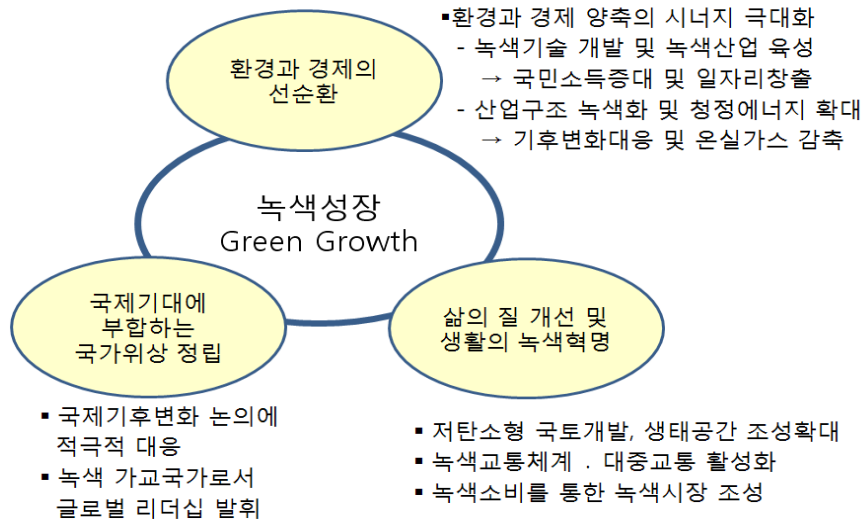 ▪환경과 경제 양축의 시너지 극대화
- 녹색기술 개발 및 녹색산업 육성
→ 국민소득증대 및 일자리창출
- 산업구조 녹색화 및 청정에너지 확대
→ 기후변화대응 및 온실가스 감축
환경과 경제의
선순환
녹색성장
Green Growth
국제기대에
부합하는
국가위상 정립
삶의 질 개선 및
생활의 녹색혁명
▪ 국제기후변화 논의에
적극적 대응
▪ 녹색 가교국가로서
글로벌 리더십 발휘
▪ 저탄소형 국토개발, 생태공간 조성확대
▪ 녹색교통체계 . 대중교통 활성화
▪ 녹색소비를 통한 녹색시장 조성